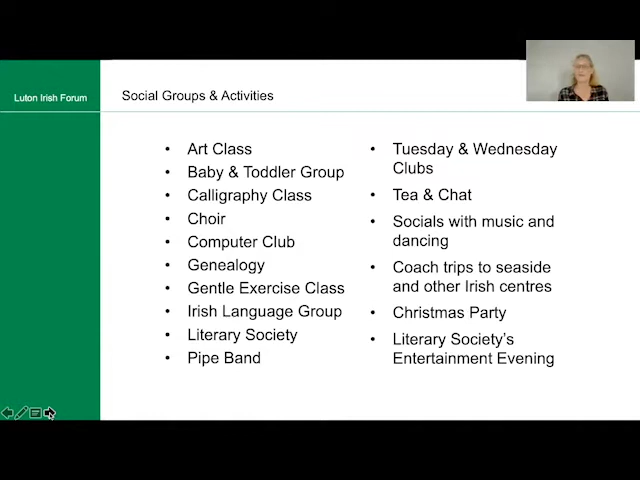 Luton Irish Forum
Social Groups & Activities
• Art Class
• Baby & Toddler Group
• Calligraphy Class
• Choir
• Computer Club
• Genealogy
• Gentle Exercise Class
• Irish Language Group
• Literary Society
• Pipe Band
• Tuesday & Wednesday
Clubs
• Tea & Chat
• Socials with music and
dancing
• Coach trips to seaside
and other Irish centres
• Christmas Party
• Literary Society's
Entertainment Evening